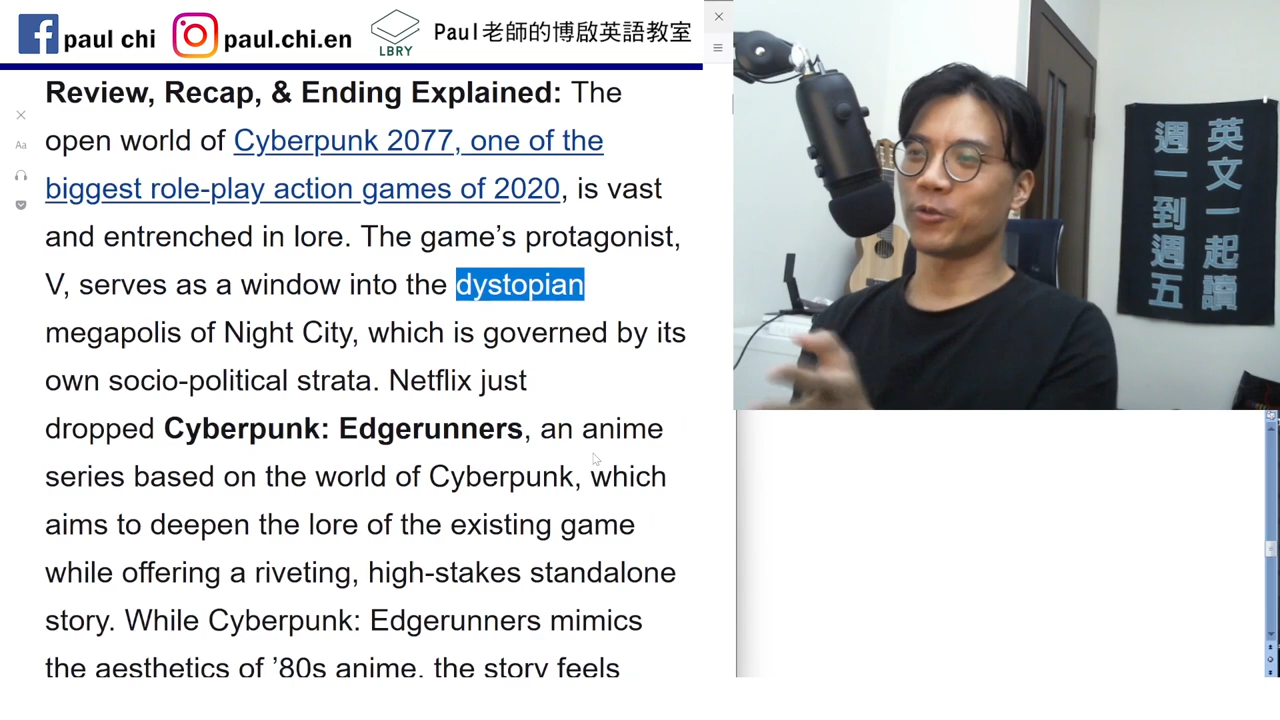 paul chi
paul.chi.en
LBRY
Paul老師的博啟英語教室
Review, Recap, & Ending Explained: The
open world of Cyberpunk 2077, one of the
biggest role-play action games of 2020, is vast
and entrenched in lore. The game’s protagonist,
V, serves as a window into the dystopian
megapolis of Night City, which is governed by its
own socio-political strata. Netflix just
dropped Cyberpunk: Edgerunners, an anime
series based on the world of Cyberpunk, which
aims to deepen the lore of the existing game
while offering a riveting, high-stakes standalone
story. While Cyberpunk: Edgerunners mimics
the aesthetics of ’80s anime, the story feels
Aa
英文一起讀
週一到週五